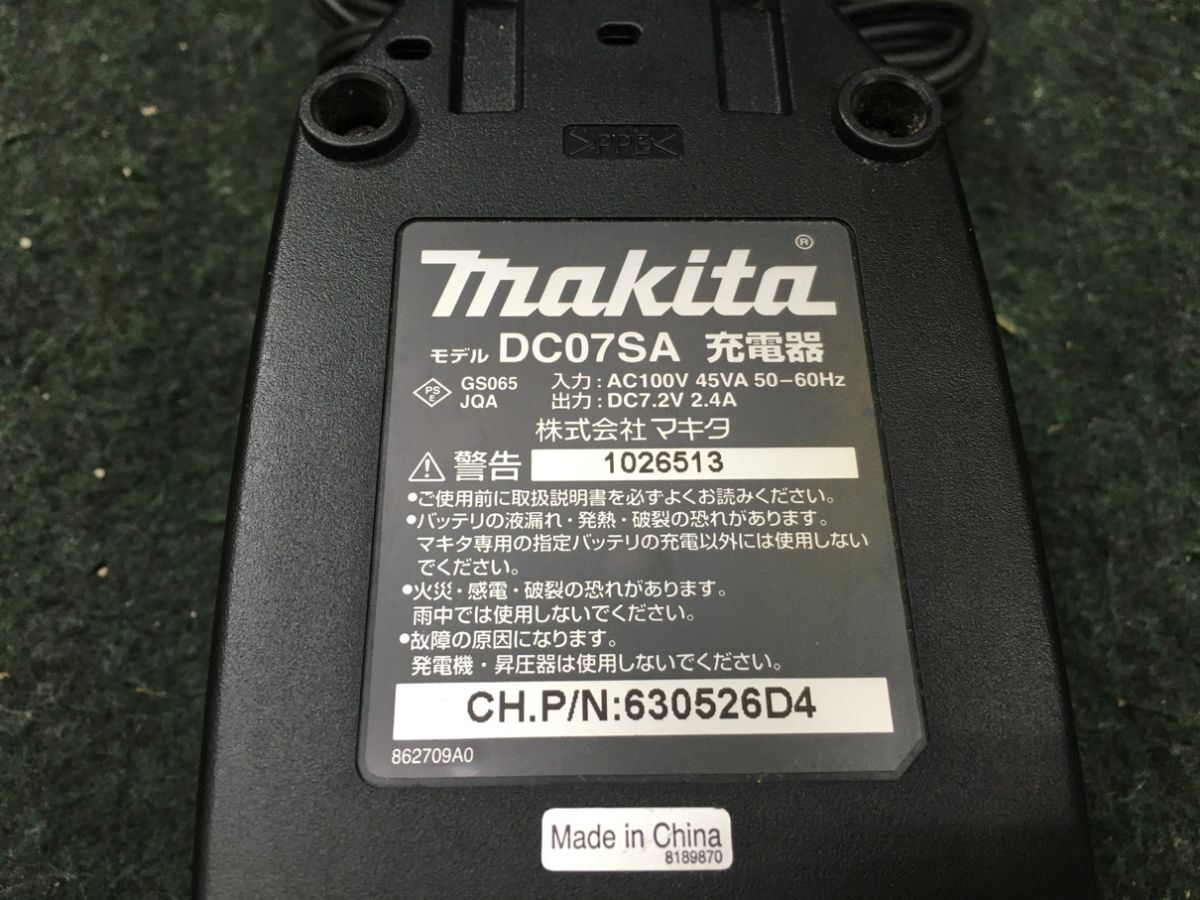 >PPE<
makita®
モデル DC07SA 充電器
PSE GS065 入力:AC100V 45VA 50-60Hz
JQA 出力:DC7.2V 2.4A
株式会社マキタ
警告 1026513
•ご使用前に取扱説明書を必ずよくお読みください。
•バッテリの液漏れ・発熱・破裂の恐れがあります。
マキタ専用の指定バッテリの充電以外には使用しない
でください。
•火災・感電・破裂の恐れがあります。
雨中では使用しないでください。
•故障の原因になります。
発電機・昇圧器は使用しないでください。
CH.P/N:630526D4
862709A0
Made in China
8189870